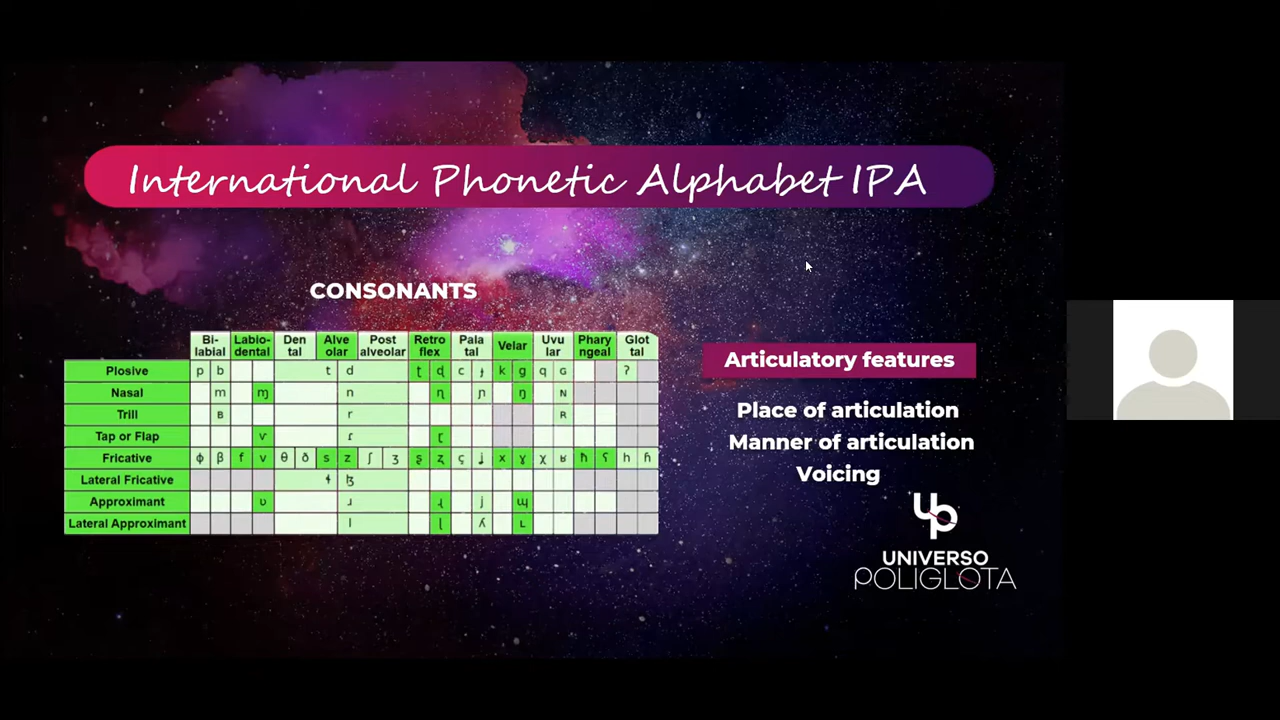 International Phonetic Alphabet IPA
CONSONANTS
Bi-labial Labio-dental Den tal Alve olar Post alveolar Retro flex Pala tal Velar Uvu lar Phary ngeal Glot tal
Plosive p b t d ʈ ɖ c ɟ k g q ɢ ʔ
Nasal m ɱ n ɳ ɲ ŋ ɴ
Trill ʙ r ʀ
Tap or Flap ⱱ ɾ ɽ
Fricative ɸ β f v θ ð s z ʃ ʒ ʂ ʐ ç ʝ x ɣ χ ʁ ħ ʕ h ɦ
Lateral Fricative ɬ ɮ
Approximant ʋ ɹ ɻ j ɰ
Lateral Approximant l ɭ ʎ ʟ
Articulatory features
Place of articulation
Manner of articulation
Voicing
up
UNIVERSO
POLIGLOTA